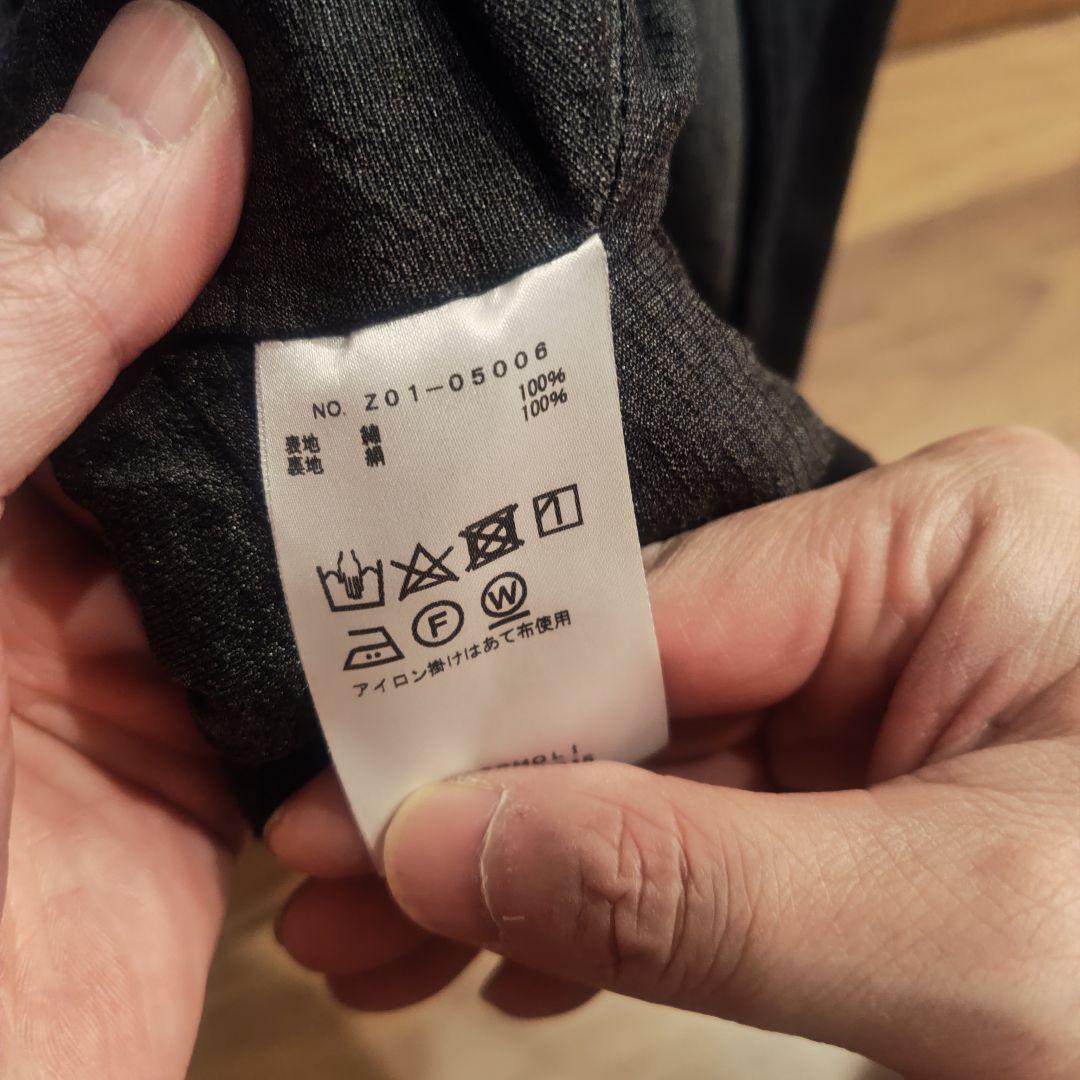 NO. Z01-05006
表地 綿 100%
裏地 絹 100%
F W
アイロン掛けはあて布使用